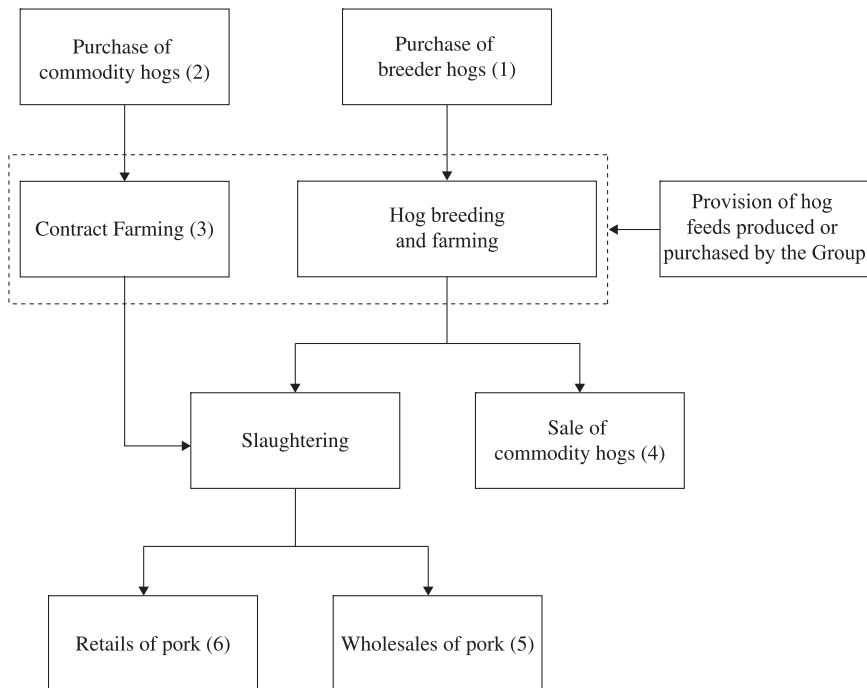 Purchase of
commodity hogs (2)
Purchase of
breeder hogs (1)
Contract Farming (3)
Hog breeding
and farming
Provision of hog
feeds produced or
purchased by the Group
Slaughtering
Sale of
commodity hogs (4)
Retails of pork (6)
Wholesales of pork (5)